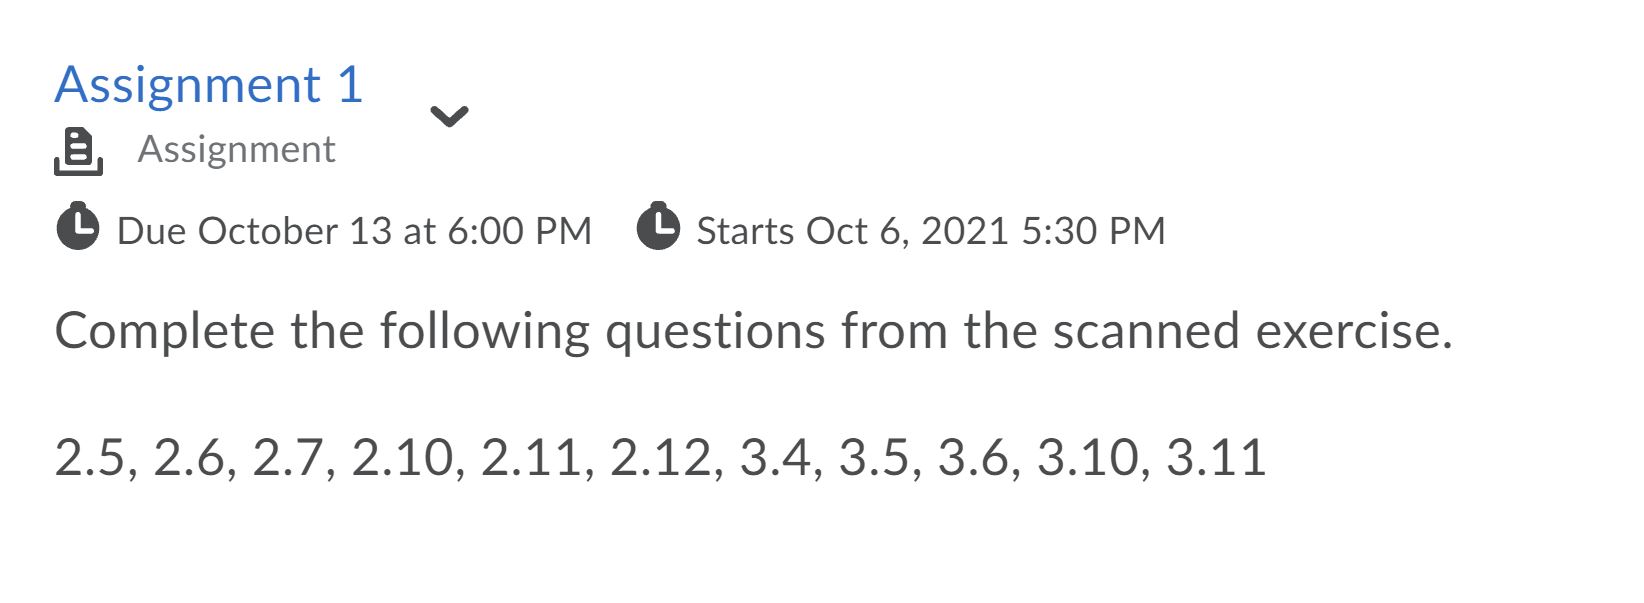 Assignment 1
Assignment
Due October 13 at 6:00 PM Starts Oct 6, 2021 5:30 PM
Complete the following questions from the scanned exercise.
2.5, 2.6, 2.7, 2.10, 2.11, 2.12, 3.4, 3.5, 3.6, 3.10, 3.11